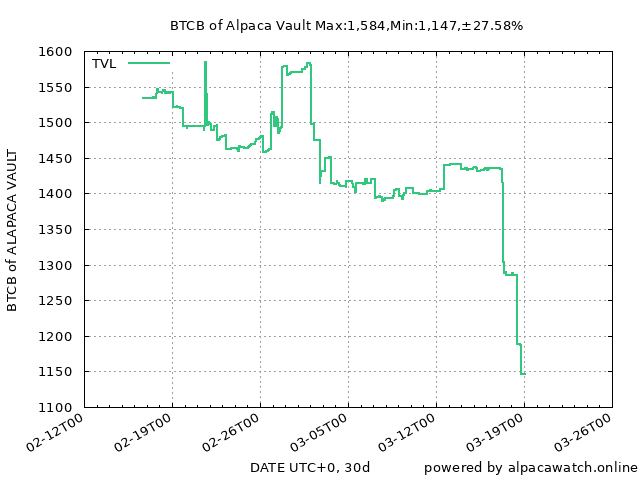 BTCB of Alpaca Vault Max:1,584,Min:1,147,±27.58%
TVL
1600
1550
1500
1450
1400
1350
1300
1250
1200
1150
1100
BTCB of ALAPACA VAULT
02-12T00
02-19T00
02-26T00
03-05T00
03-12T00
03-19T00
03-26T00
DATE UTC+0, 30d
powered by alpacawatch.online